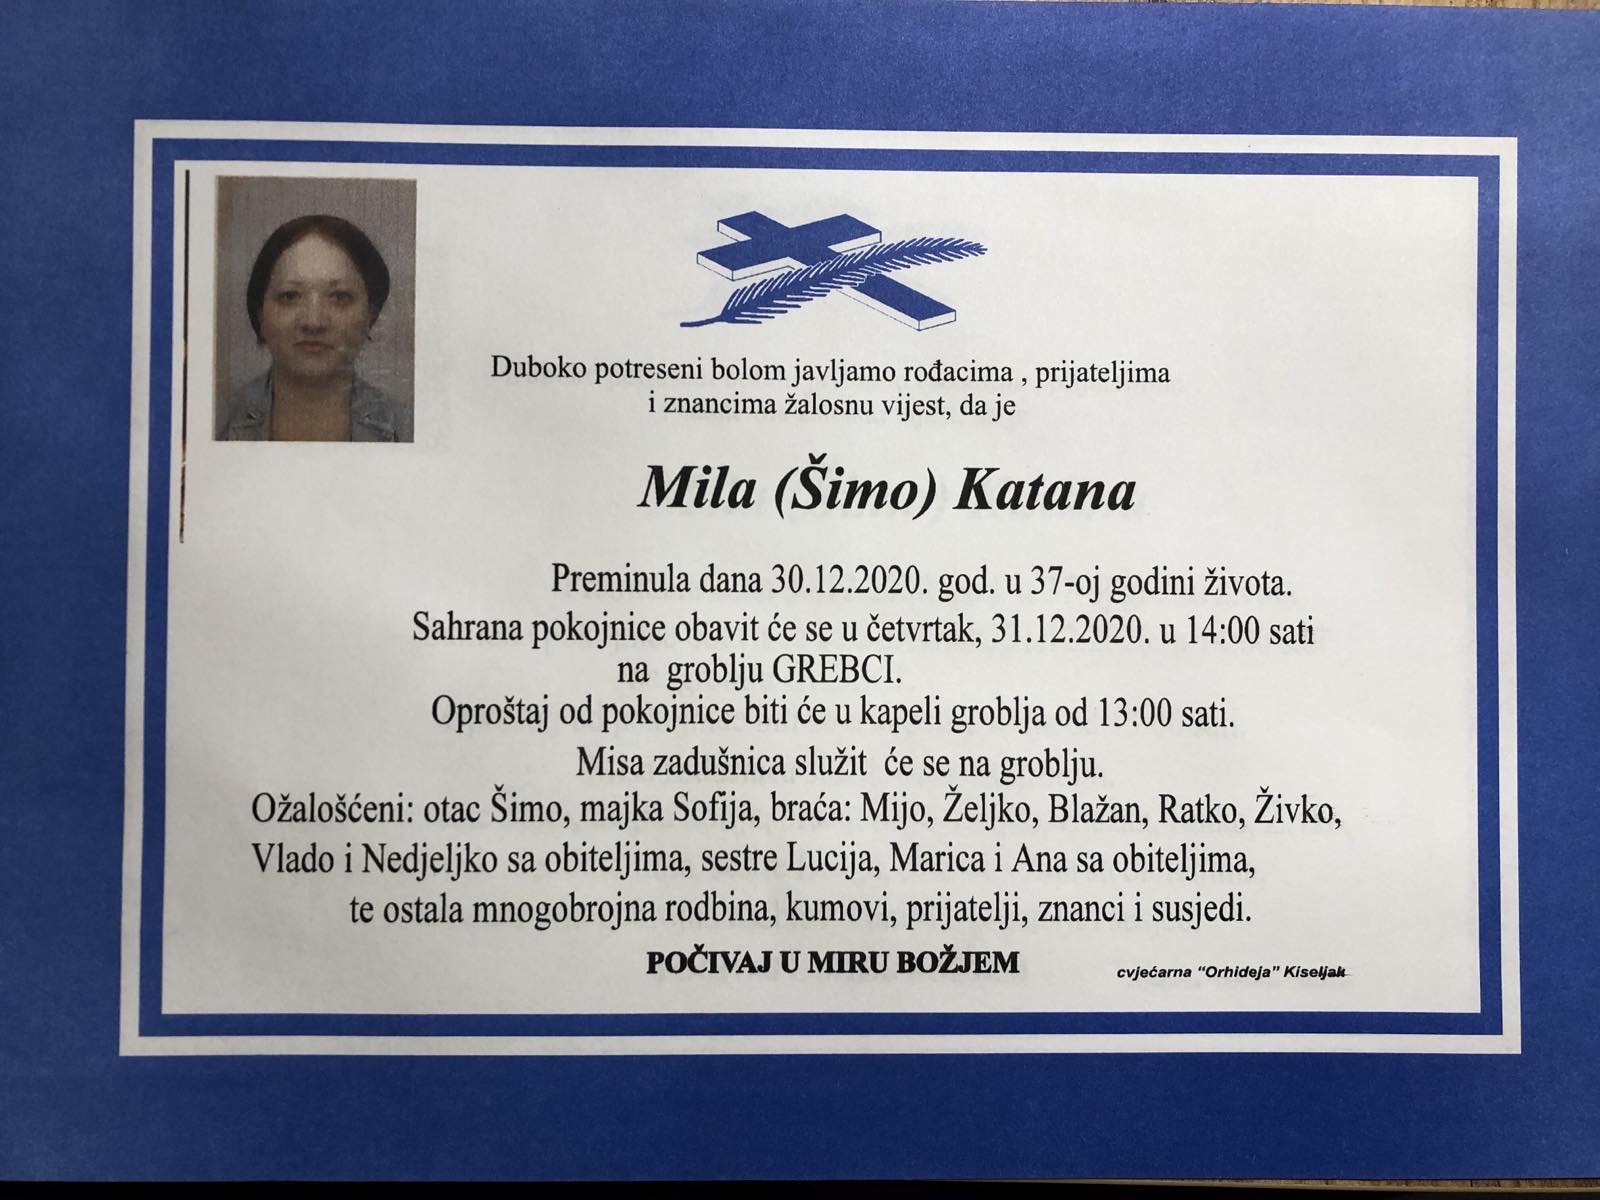 Duboko potreseni bolom javljamo rođacima , prijateljima
i znancima žalosnu vijest, da je
Mila (Šimo) Katana
Preminula dana 30.12.2020. god. u 37-oj godini života.
Sahrana pokojnice obavit će se u četvrtak, 31.12.2020. u 14:00 sati
na groblju GREBCI.
Oproštaj od pokojnice biti će u kapeli groblja od 13:00 sati.
Misa zadušnica služit će se na groblju.
Ožalošćeni: otac Šimo, majka Sofija, braća: Mijo, Željko, Blažan, Ratko, Živko,
Vlado i Nedjeljko sa obiteljima, sestre Lucija, Marica i Ana sa obiteljima,
te ostala mnogobrojna rodbina, kumovi, prijatelji, znanci i susjedi.
POČIVAJ U MIRU BOŽJEM
cvjećarna "Orhideja" Kiseljak